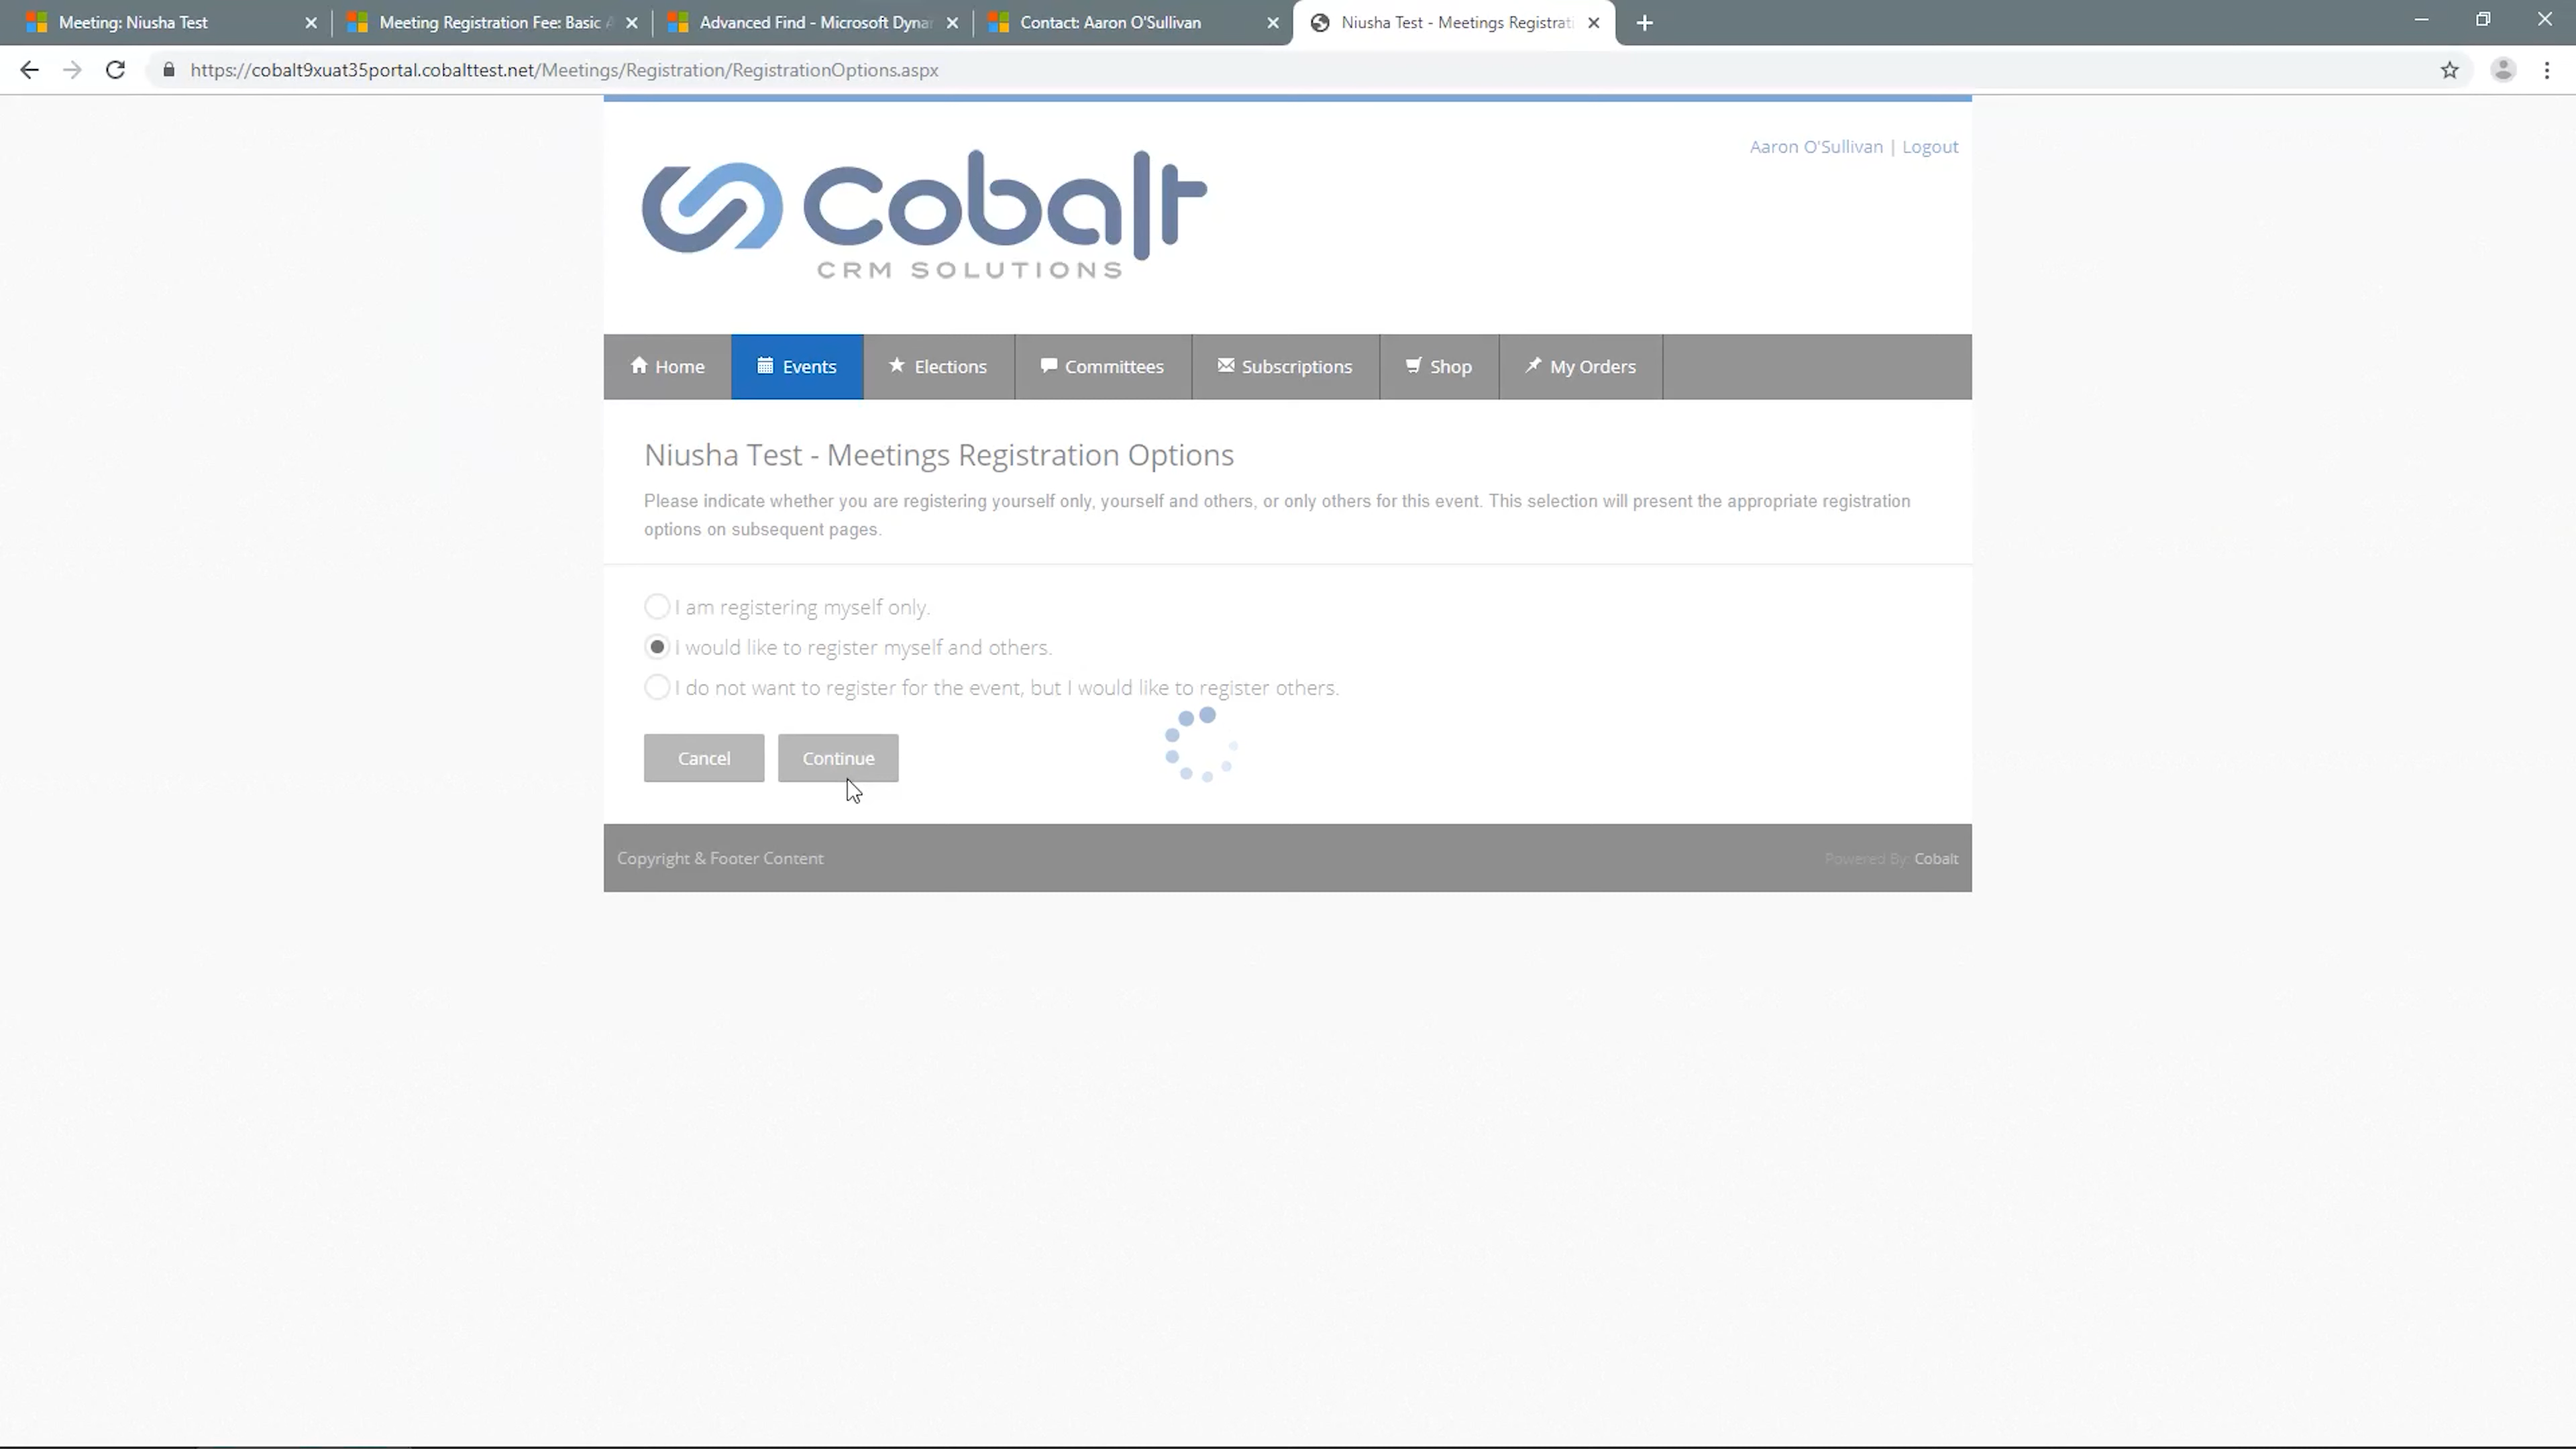 Meeting: Niusha Test
Meeting Registration Fee: Basic A
Advanced Find - Microsoft Dynar
Contact: Aaron O'Sullivan
Niusha Test - Meetings Registrati
https://cobalt9xuat35portal.cobalttest.net/Meetings/Registration/RegistrationOptions.aspx
Aaron O'Sullivan | Logout
Cobalt
CRM SOLUTIONS
Home Events Elections Committees Subscriptions Shop My Orders
Niusha Test - Meetings Registration Options
Please indicate whether you are registering yourself only, yourself and others, or only others for this event. This selection will present the appropriate registration
options on subsequent pages.
I am registering myself only.
I would like to register myself and others.
I do not want to register for the event, but I would like to register others.
Cancel Continue
Copyright & Footer Content
Powered By: Cobalt